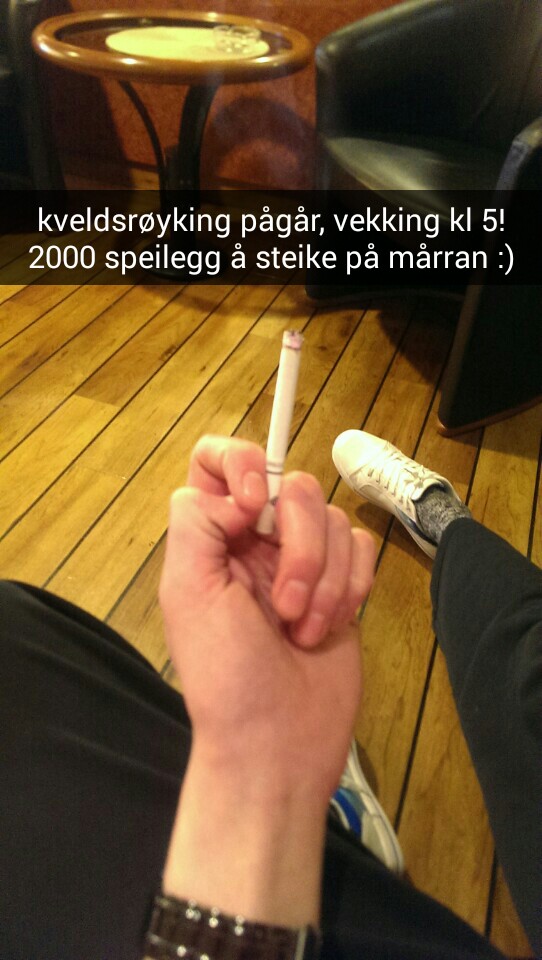 kveldsrøyking pågår, vekking kl 5!
2000 speilegg å steike på mårran :)